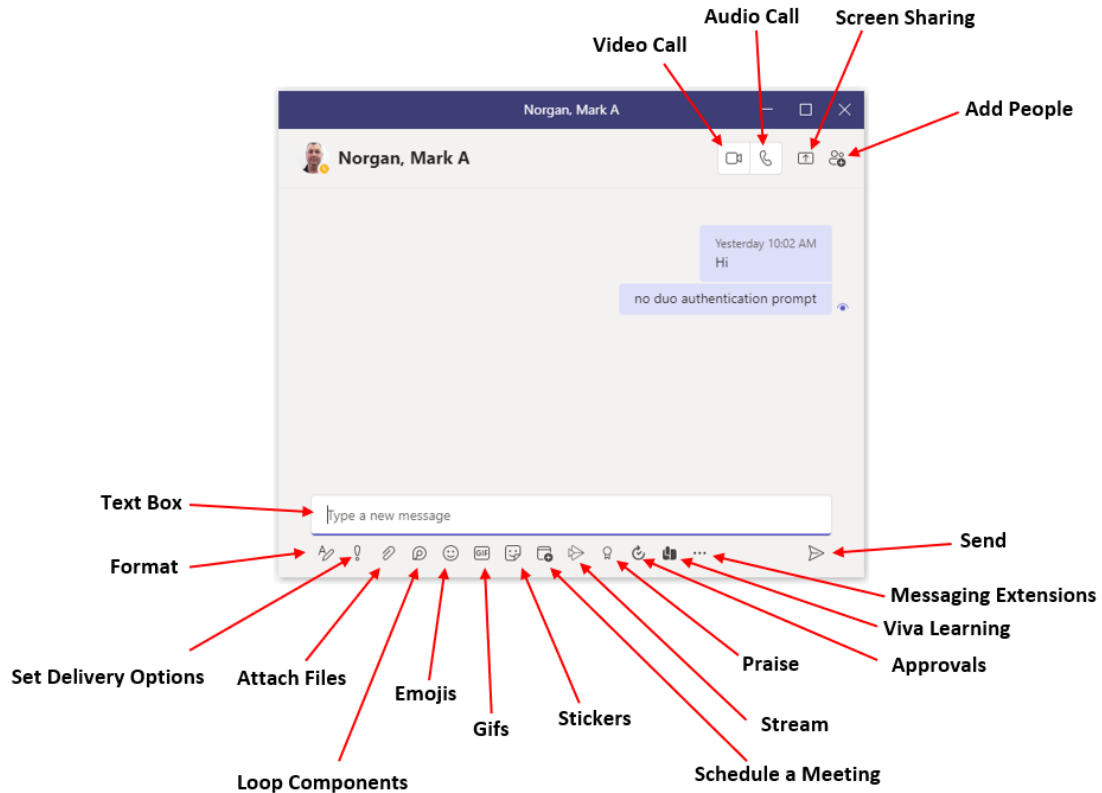 Audio Call
Screen Sharing
Video Call
Norgan, Mark A
Add People
Norgan, Mark A
Yesterday 10:02 AM
Hi
no duo authentication prompt
Text Box
Type a new message
Format
GIF
Send
Messaging Extensions
Viva Learning
Approvals
Praise
Set Delivery Options
Attach Files
Emojis
Gifs
Stickers
Stream
Loop Components
Schedule a Meeting